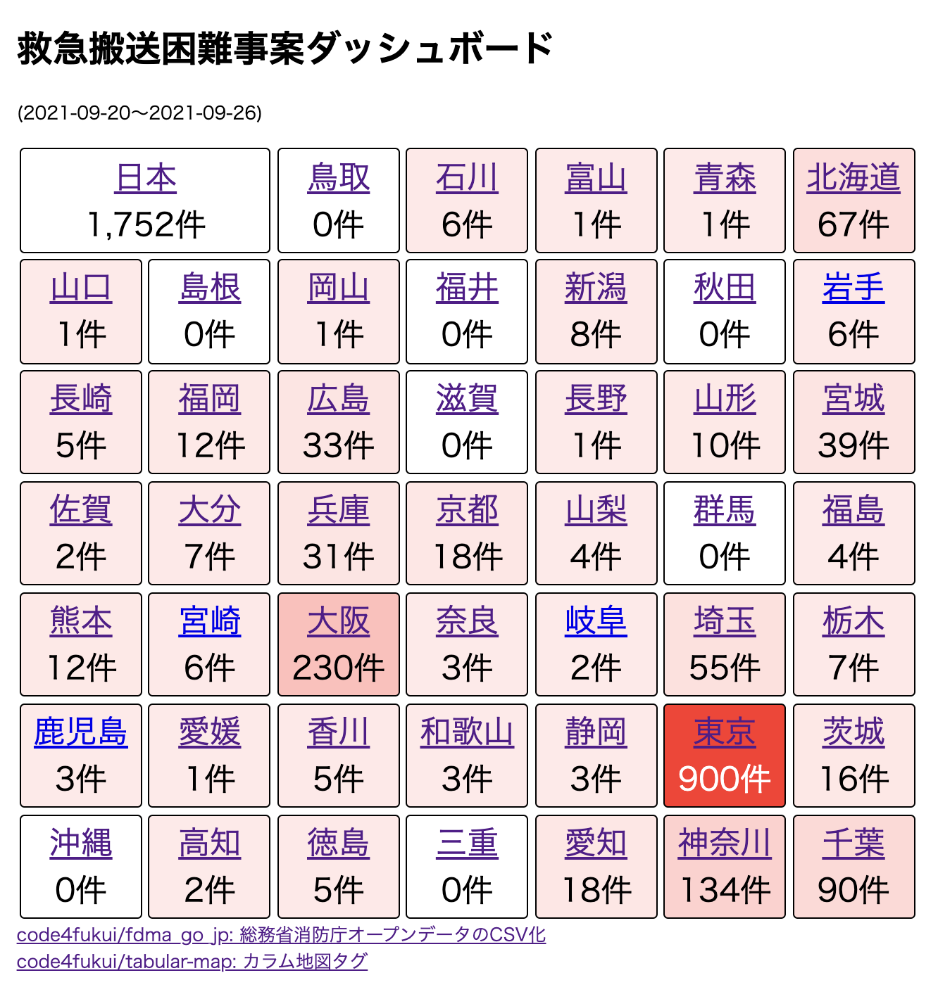 救急搬送困難事案ダッシュボード
(2021-09-20〜2021-09-26)
日本 鳥取 石川 富山 青森 北海道
1,752件 0件 6件 1件 1件 67件
山口 島根 岡山 福井 新潟 秋田 岩手
1件 0件 1件 0件 8件 0件 6件
長崎 福岡 広島 滋賀 長野 山形 宮城
5件 12件 33件 0件 1件 10件 39件
佐賀 大分 兵庫 京都 山梨 群馬 福島
2件 7件 31件 18件 4件 0件 4件
熊本 宮崎 大阪 奈良 岐阜 埼玉 栃木
12件 6件 230件 3件 2件 55件 7件
鹿児島 愛媛 香川 和歌山 静岡 東京 茨城
3件 1件 5件 3件 3件 900件 16件
沖縄 高知 徳島 三重 愛知 神奈川 千葉
0件 2件 5件 0件 18件 134件 90件
code4fukui/fdma_go_jp: 総務省消防庁オープンデータのCSV化
code4fukui/tabular-map: カラム地図タグ